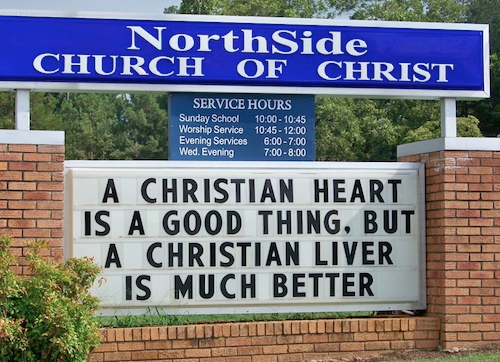 NorthSide
CHURCH OF CHRIST
SERVICE HOURS
Sunday School 10:00 - 10:45
Worship Service 10:45 - 12:00
Evening Services 6:00 - 7:00
Wed. Evening 7:00 - 8:00
A CHRISTIAN HEART
IS A GOOD THING, BUT
A CHRISTIAN LIVER
IS MUCH BETTER